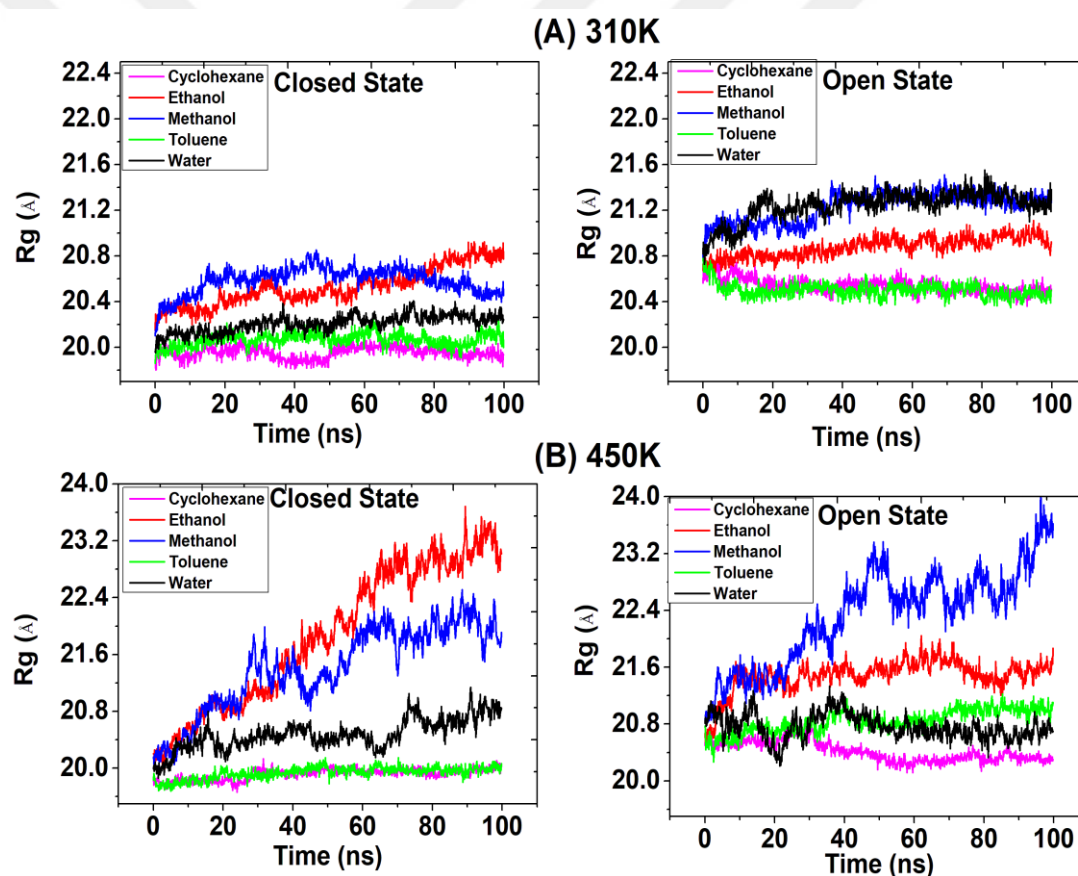 (A) 310K
Closed State
Cyclohexane
Ethanol
Methanol
Toluene
Water
22.4
22.0
21.6
21.2
20.8
20.4
20.0
Rg (Å)
0 20 40 60 80 100
Time (ns)
Open State
Cyclohexane
Ethanol
Methanol
Toluene
Water
22.4
22.0
21.6
21.2
20.8
20.4
20.0
Rg (Å)
0 20 40 60 80 100
Time (ns)
(B) 450K
Closed State
Cyclohexane
Ethanol
Methanol
Toluene
Water
24.0
23.2
22.4
21.6
20.8
20.0
Rg (Å)
0 20 40 60 80 100
Time (ns)
Open State
Cyclohexane
Ethanol
Methanol
Toluene
Water
24.0
23.2
22.4
21.6
20.8
20.0
Rg (Å)
0 20 40 60 80 100
Time (ns)